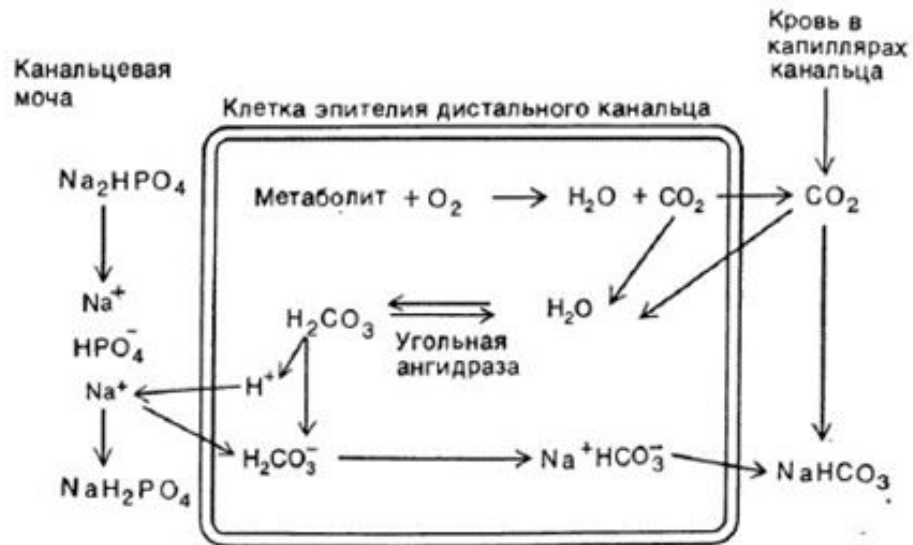 Кровь в
капиллярах
канальца
Канальцевая
моча
Клетка эпителия дистального канальца
Na₂HPO₄
Метаболит + O₂ → H₂O + CO₂ → CO₂
Na⁺
H₂CO₃
H₂O
HPO₄⁻
Угольная
ангидраза
Na⁺
H⁺
H₂CO₃⁻
Na⁺HCO₃⁻
NaHCO₃
NaH₂PO₄